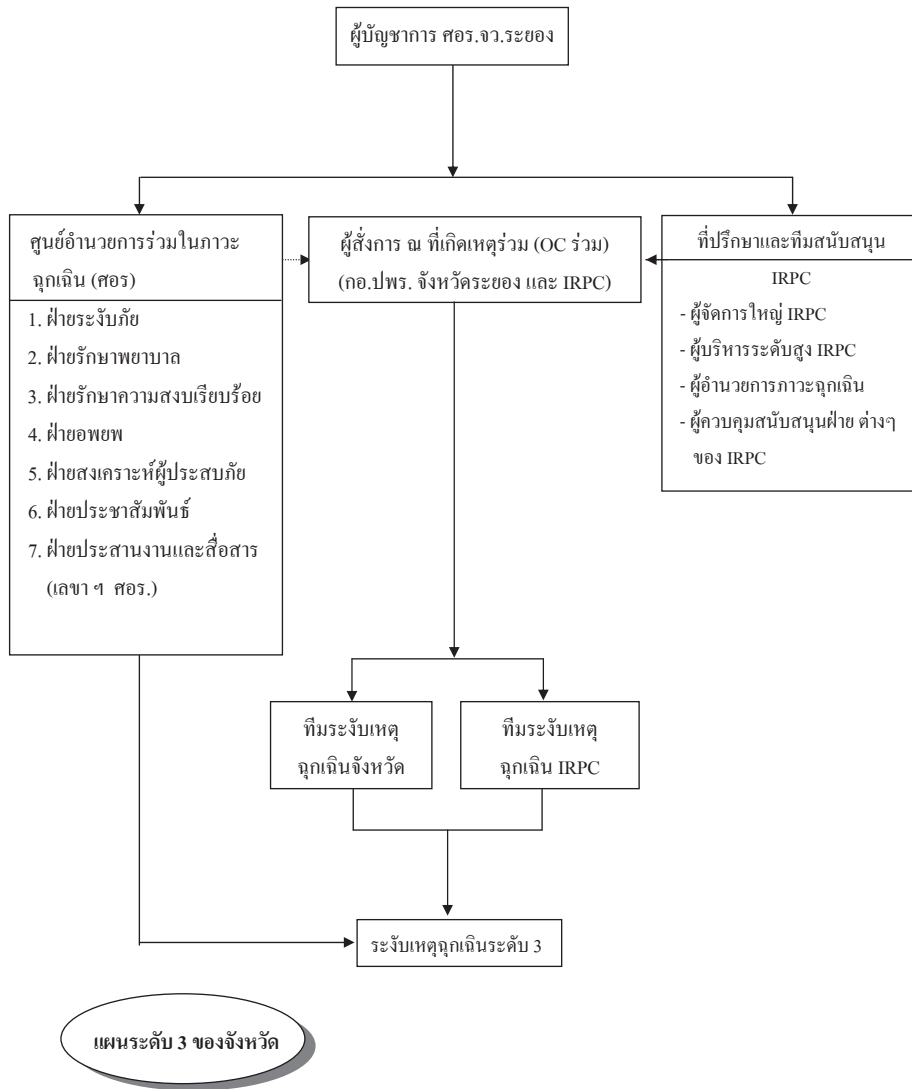 ผู้บัญชาการ ศอร.จว.ระยอง
ศูนย์อำนวยการร่วมในภาวะ
ฉุกเฉิน (ศอร)
1. ฝ่ายระงับภัย
2. ฝ่ายรักษาพยาบาล
3. ฝ่ายรักษาความสงบเรียบร้อย
4. ฝ่ายอพยพ
5. ฝ่ายสงเคราะห์ผู้ประสบภัย
6. ฝ่ายประชาสัมพันธ์
7. ฝ่ายประสานงานและสื่อสาร
(เลขา ฯ ศอร.)
ผู้สั่งการ ณ ที่เกิดเหตุร่วม (OC ร่วม)
(กอ.ปพร. จังหวัดระยอง และ IRPC)
ที่ปรึกษาและทีมสนับสนุน
IRPC
- ผู้จัดการใหญ่ IRPC
- ผู้บริหารระดับสูง IRPC
- ผู้อำนวยการภาวะฉุกเฉิน
- ผู้ควบคุมสนับสนุนฝ่าย ต่างๆ
ของ IRPC
ทีมระงับเหตุ
ฉุกเฉินจังหวัด
ทีมระงับเหตุ
ฉุกเฉิน IRPC
ระงับเหตุฉุกเฉินระดับ 3
แผนระดับ 3 ของจังหวัด